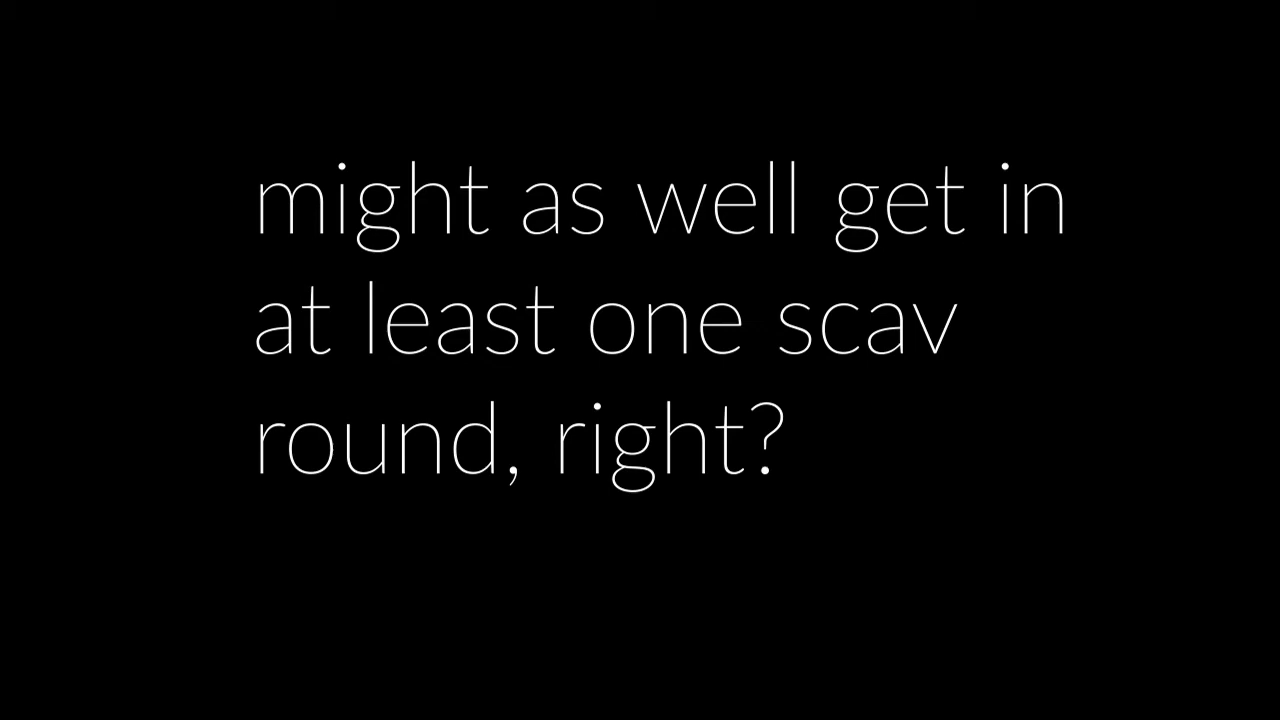 might as well get in
at least one scav
round, right?